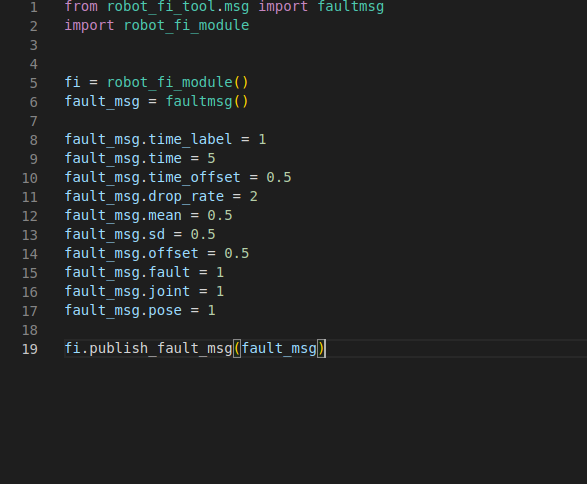 1 from robot_fi_tool.msg import faultmsg
2 import robot_fi_module
3
4
5 fi = robot_fi_module()
6 fault_msg = faultmsg()
7
8 fault_msg.time_label = 1
9 fault_msg.time = 5
10 fault_msg.time_offset = 0.5
11 fault_msg.drop_rate = 2
12 fault_msg.mean = 0.5
13 fault_msg.sd = 0.5
14 fault_msg.offset = 0.5
15 fault_msg.fault = 1
16 fault_msg.joint = 1
17 fault_msg.pose = 1
18
19 fi.publish_fault_msg(fault_msg)